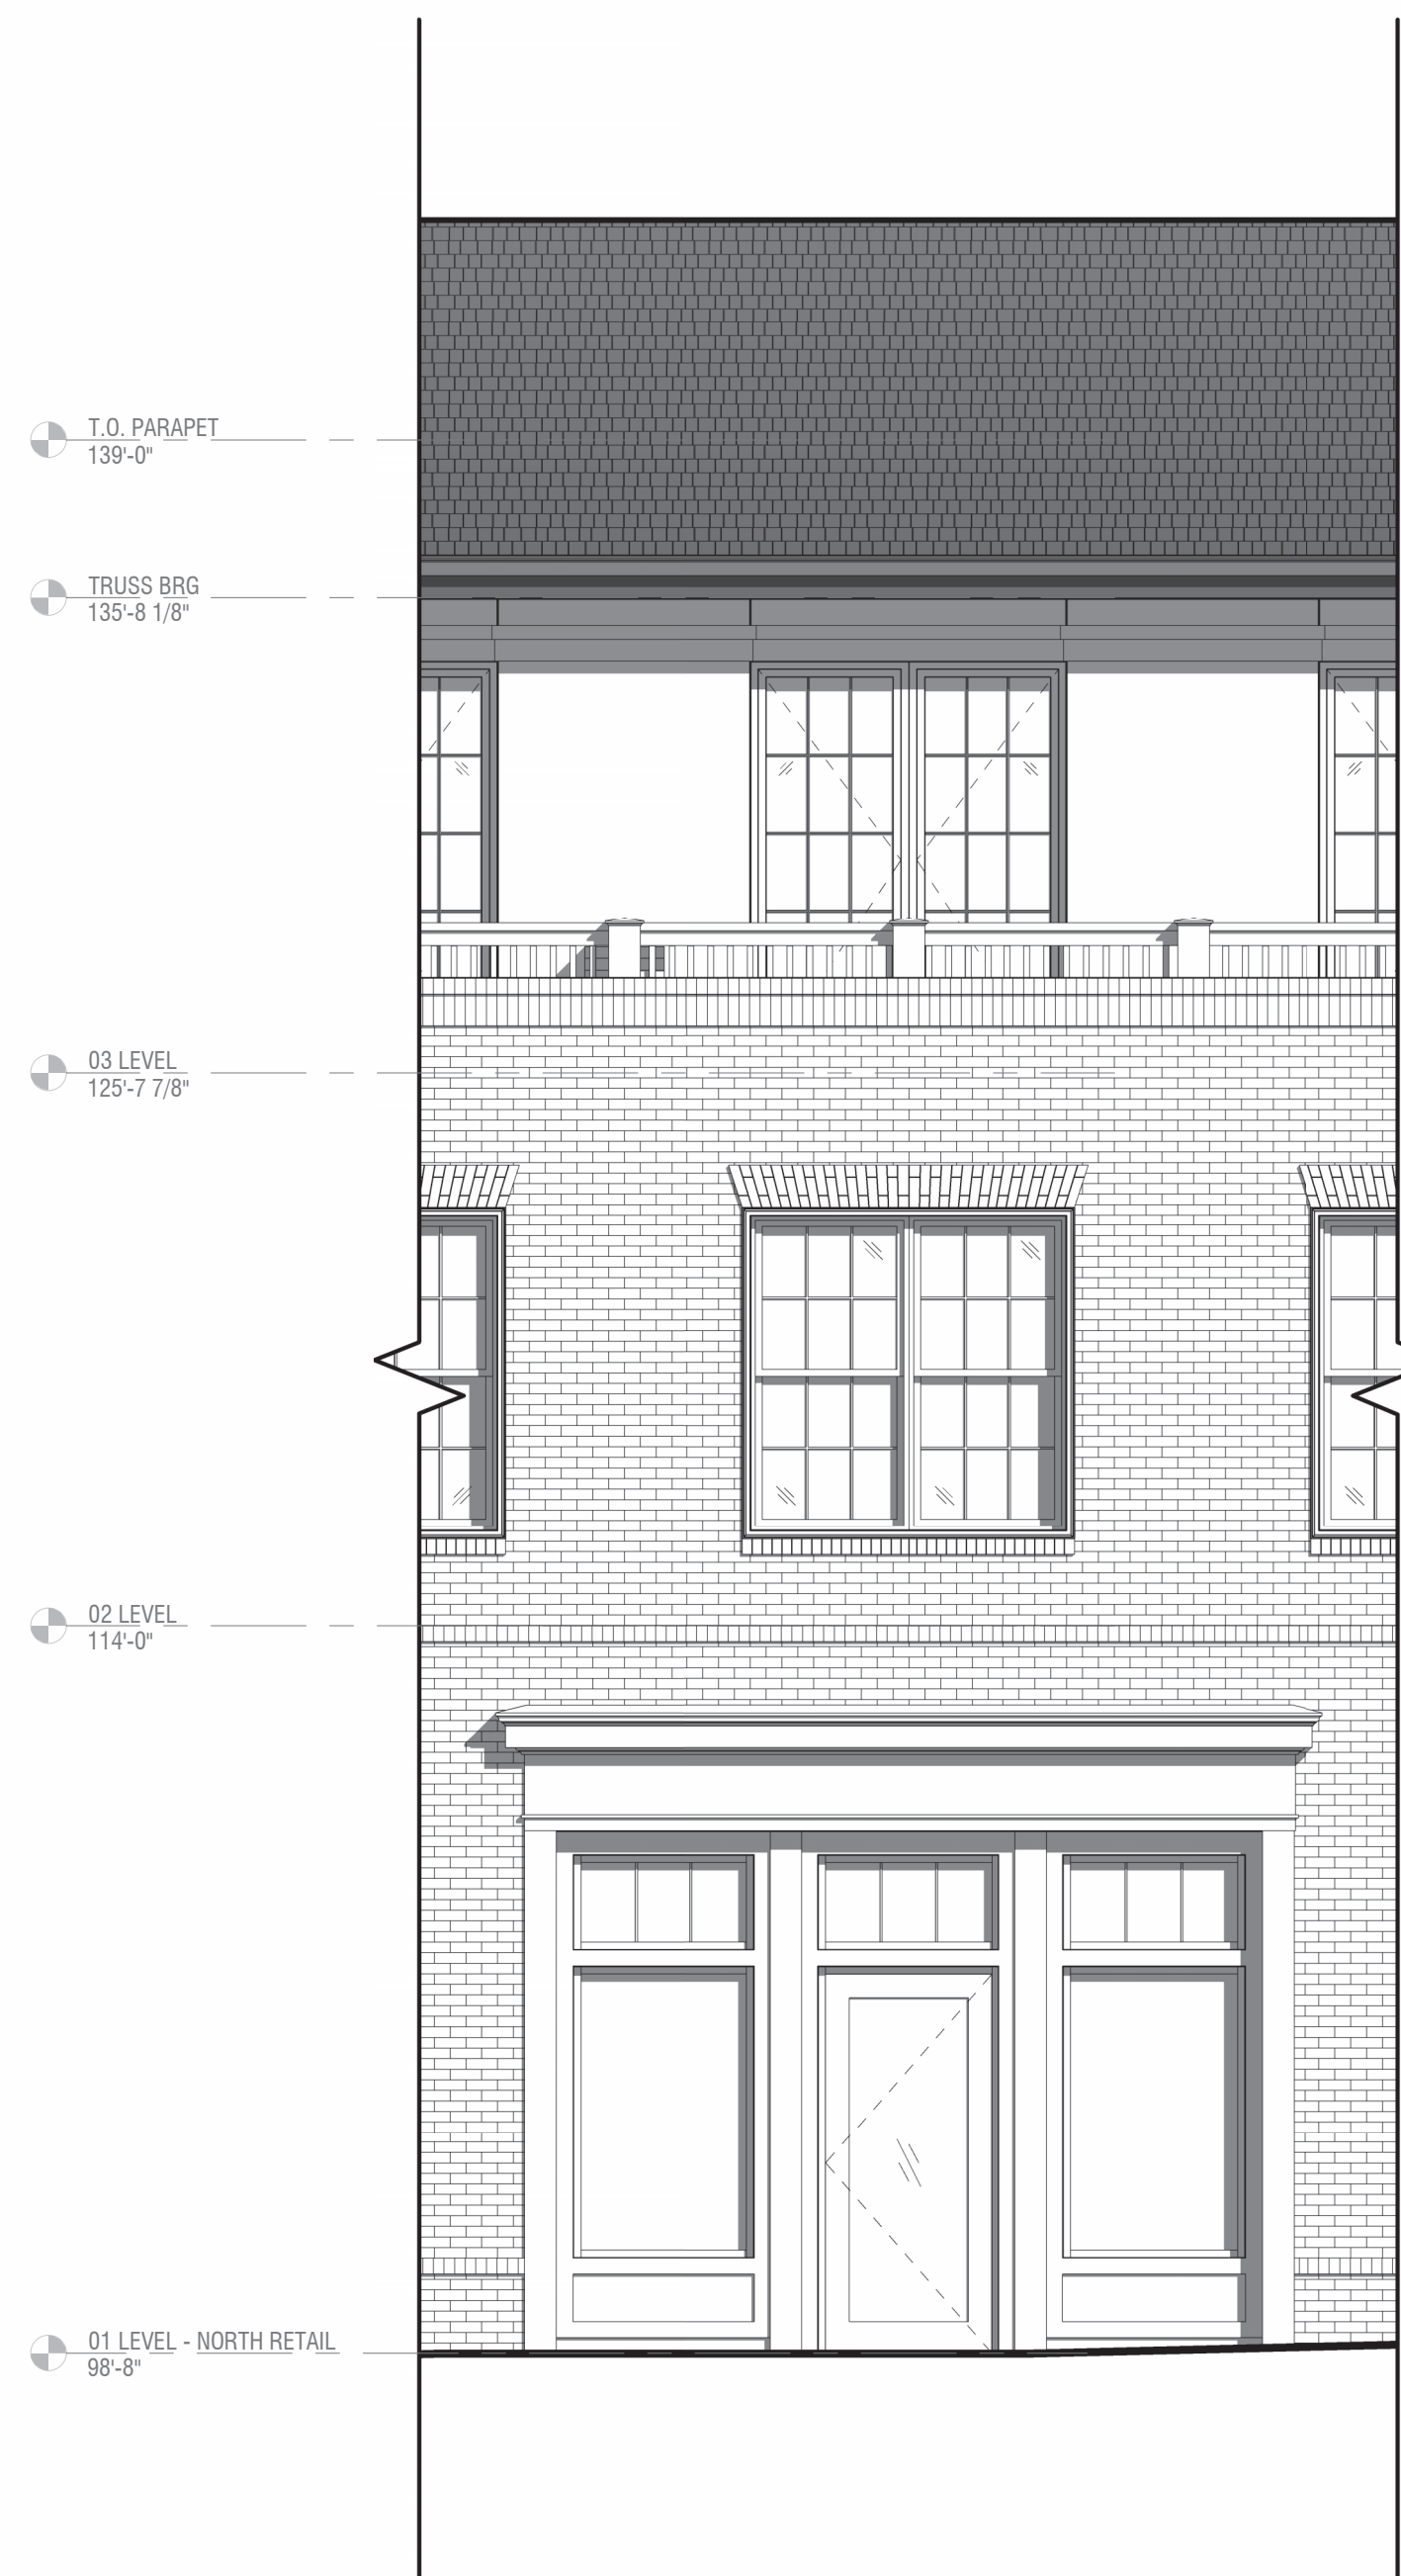 T.O. PARAPET
139'-0"
TRUSS BRG
135'-8 1/8"
03 LEVEL
125'-7 7/8"
02 LEVEL
114'-0"
01 LEVEL - NORTH RETAIL
98'-8"